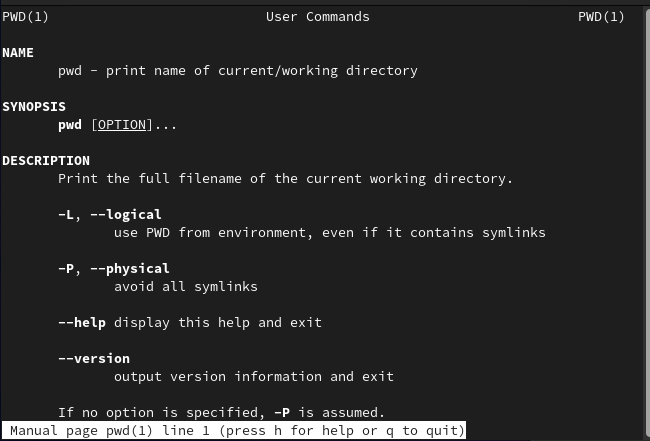 PWD(1) User Commands PWD(1)
NAME
pwd - print name of current/working directory
SYNOPSIS
pwd [OPTION]...
DESCRIPTION
Print the full filename of the current working directory.
-L, --logical
use PWD from environment, even if it contains symlinks
-P, --physical
avoid all symlinks
--help display this help and exit
--version
output version information and exit
If no option is specified, -P is assumed.
Manual page pwd(1) line 1 (press h for help or q to quit)